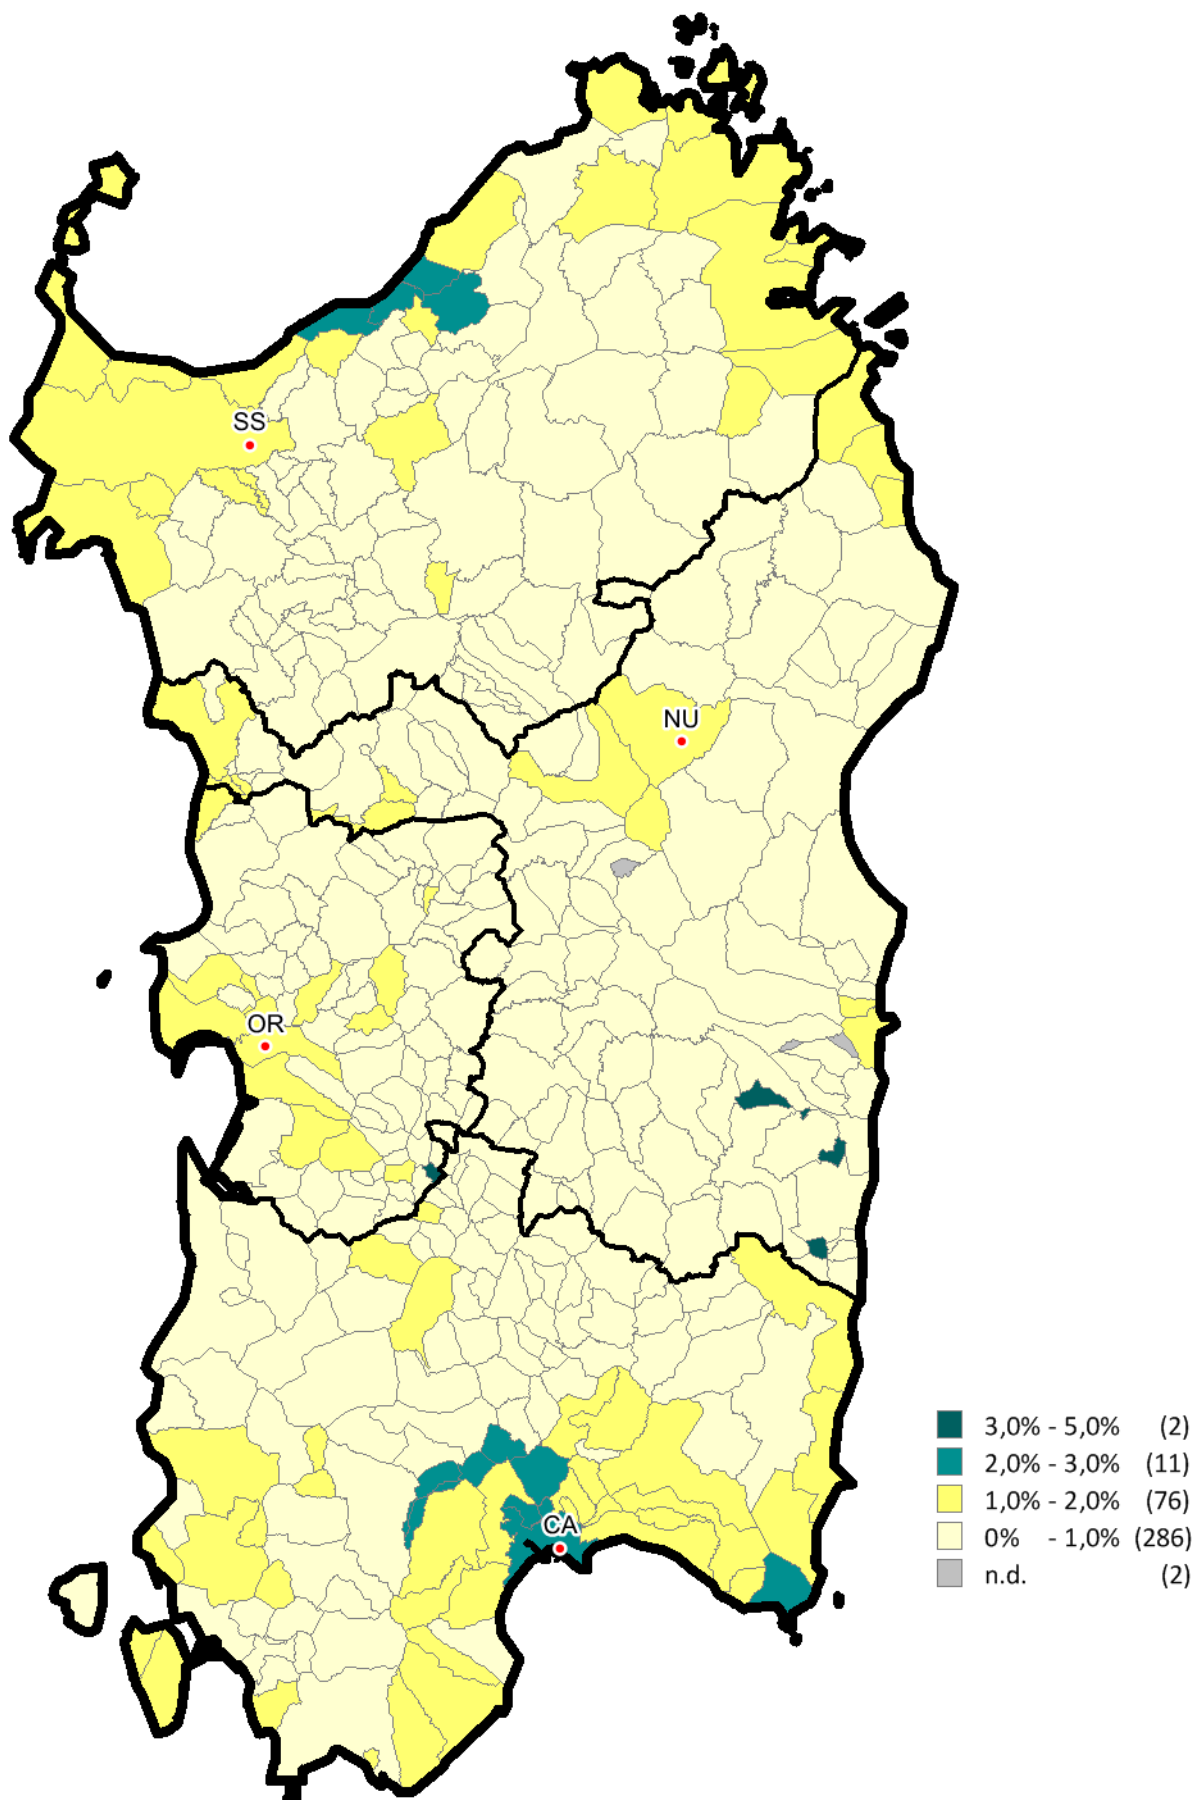 SS
NU
OR
CA
3,0% - 5,0% (2)
2,0% - 3,0% (11)
1,0% - 2,0% (76)
0% - 1,0% (286)
n.d. (2)